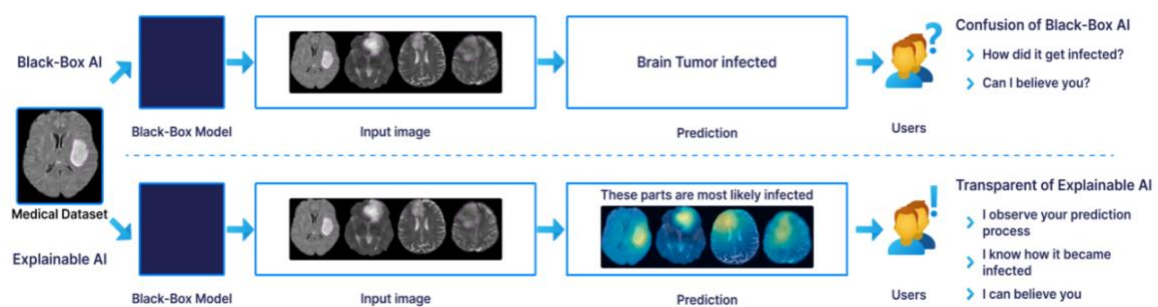 Black-Box AI
Black-Box Model
Input image
Brain Tumor infected
Prediction
?
Users
Confusion of Black-Box AI
How did it get infected?
Can I believe you?
Medical Dataset
Explainable AI
Black-Box Model
Input image
These parts are most likely infected
Prediction
!
Users
Transparent of Explainable AI
I observe your prediction
process
I know how it became
infected
I can believe you